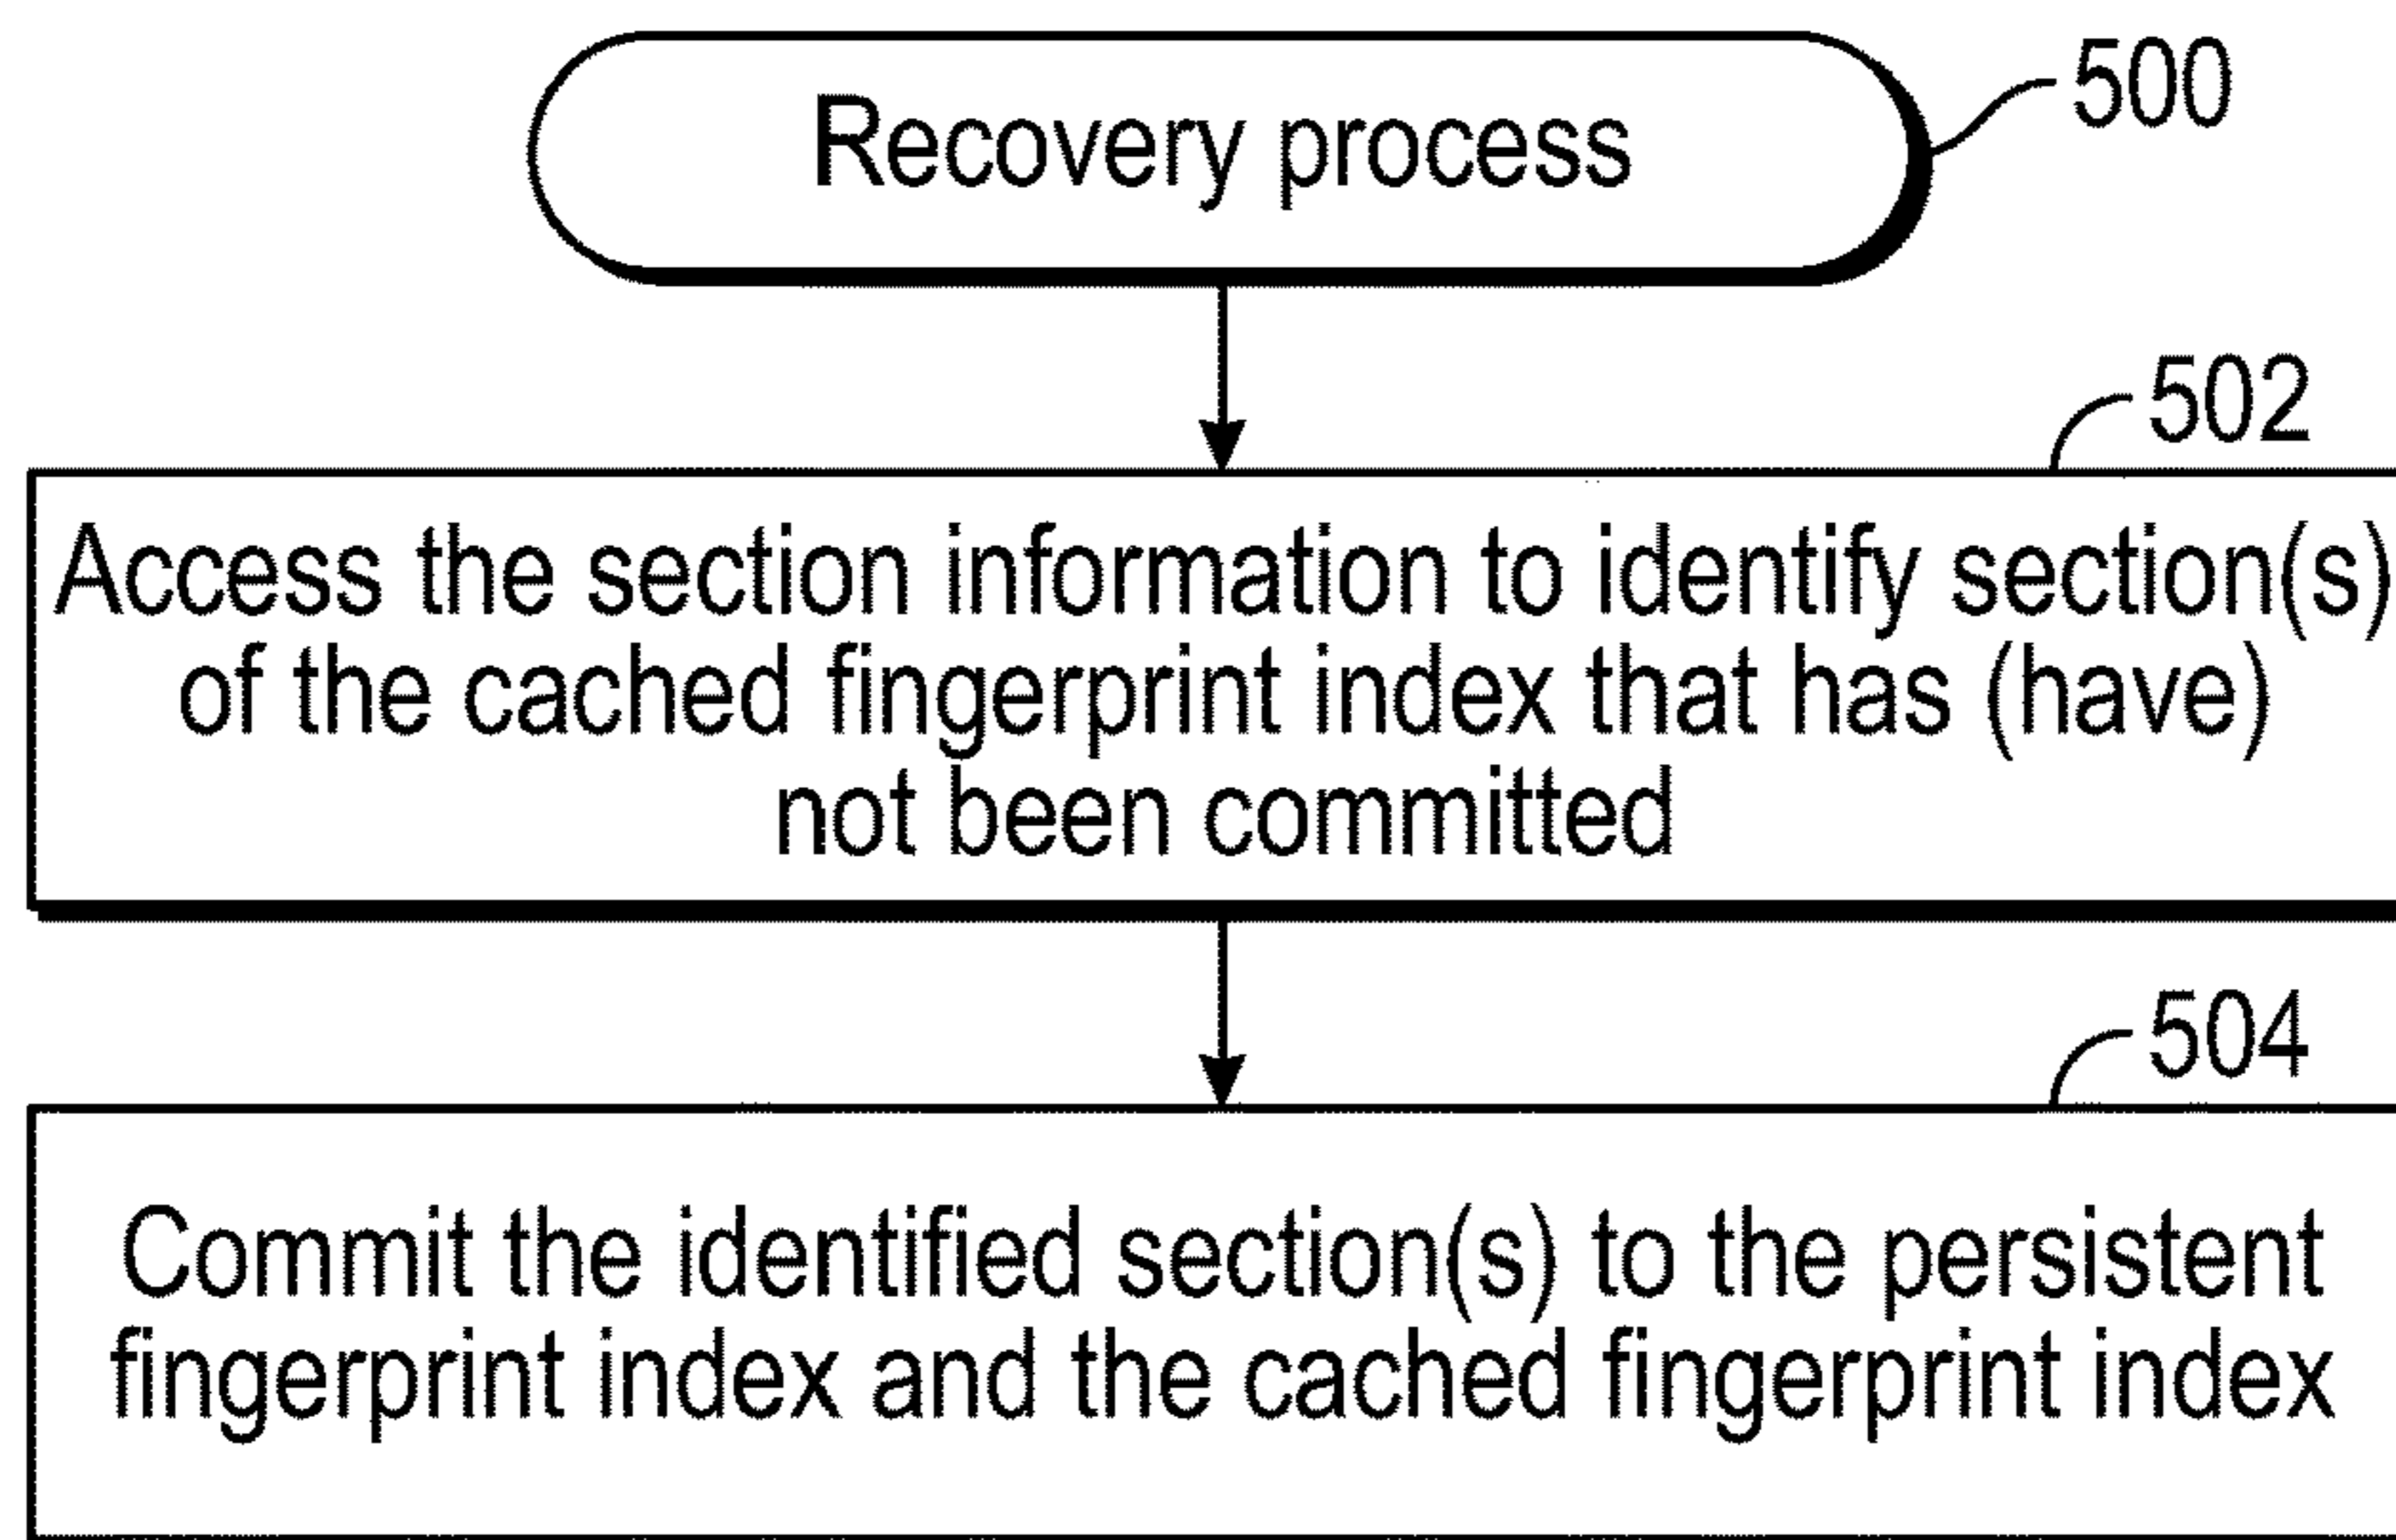 Recovery process
500
502
Access the section information to identify section(s)
of the cached fingerprint index that has (have)
not been committed
504
Commit the identified section(s) to the persistent
fingerprint index and the cached fingerprint index